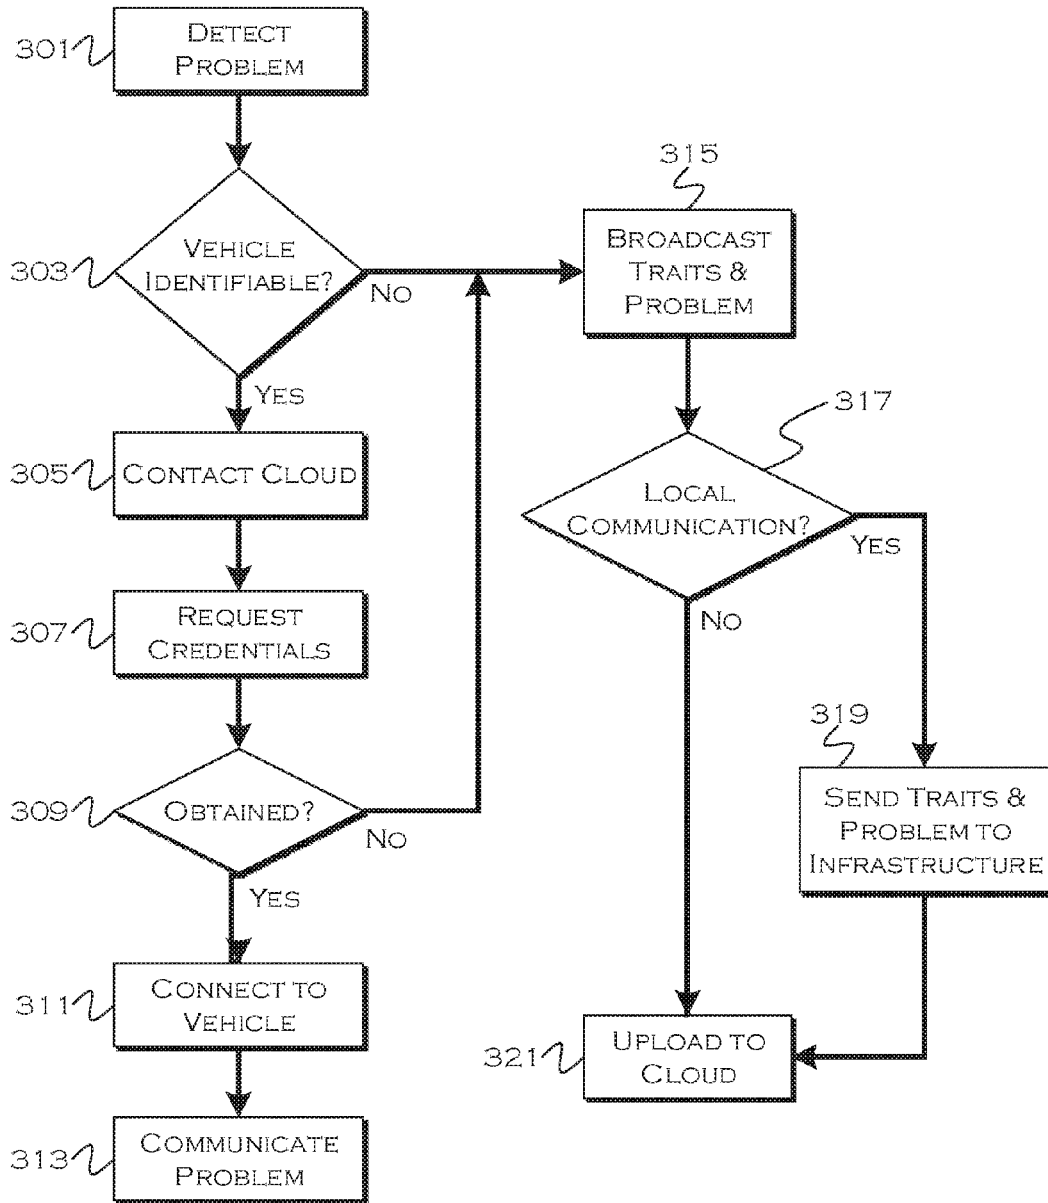 301
DETECT
PROBLEM
303
VEHICLE
IDENTIFIABLE?
NO
YES
305
CONTACT CLOUD
307
REQUEST
CREDENTIALS
309
OBTAINED?
NO
YES
311
CONNECT TO
VEHICLE
313
COMMUNICATE
PROBLEM
315
BROADCAST
TRAITS &
PROBLEM
317
LOCAL
COMMUNICATION?
YES
NO
319
SEND TRAITS &
PROBLEM TO
INFRASTRUCTURE
321
UPLOAD TO
CLOUD